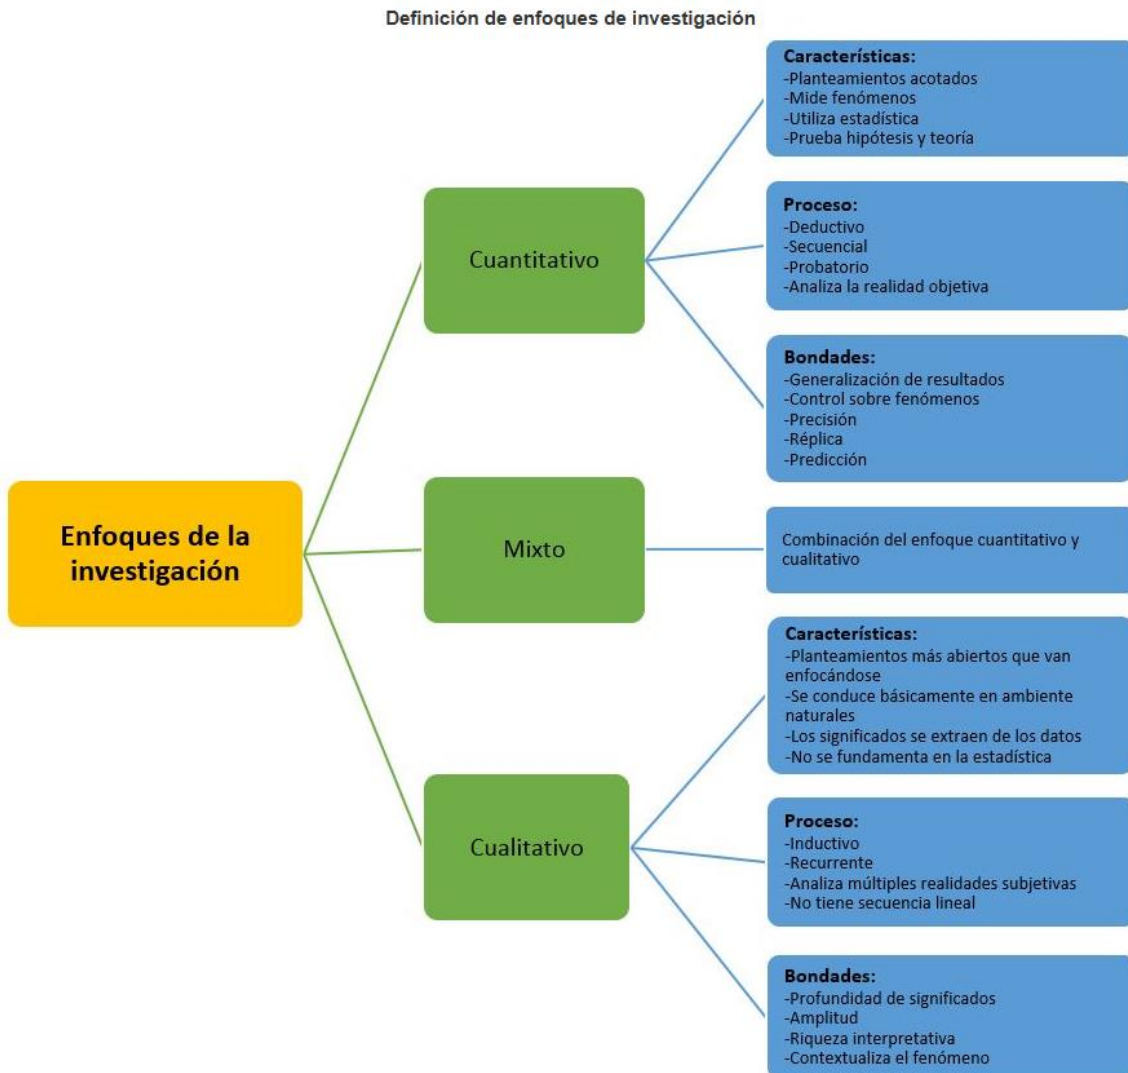 Definición de enfoques de investigación
Enfoques de la
investigación
Cuantitativo
Características:
-Planteamientos acotados
-Mide fenómenos
-Utiliza estadística
-Prueba hipótesis y teoría
Proceso:
-Deductivo
-Secuencial
-Probatorio
-Analiza la realidad objetiva
Bondades:
-Generalización de resultados
-Control sobre fenómenos
-Precisión
-Réplica
-Predicción
Mixto
Combinación del enfoque cuantitativo y
cualitativo
Cualitativo
Características:
-Planteamientos más abiertos que van
enfocándose
-Se conduce básicamente en ambiente
naturales
-Los significados se extraen de los datos
-No se fundamenta en la estadística
Proceso:
-Inductivo
-Recurrente
-Analiza múltiples realidades subjetivas
-No tiene secuencia lineal
Bondades:
-Profundidad de significados
-Amplitud
-Riqueza interpretativa
-Contextualiza el fenómeno